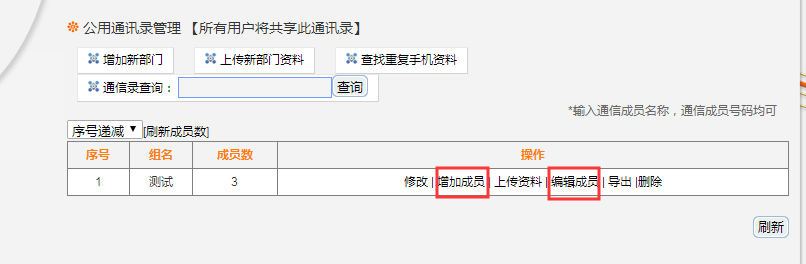 公用通讯录管理 【所有用户将共享此通讯录】
增加新部门 上传新部门资料 查找重复手机资料
通信录查询： 查询
*输入通信成员名称，通信成员号码均可
序号递减 [刷新成员数]
序号 组名 成员数 操作
1 测试 3 修改 | 增加成员 | 上传资料 | 编辑成员 | 导出 | 删除
刷新